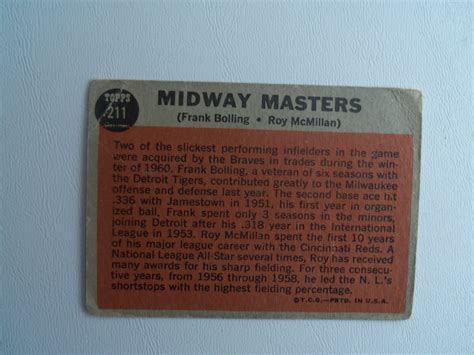 TOPPS
211
MIDWAY MASTERS
(Frank Bolling • Roy McMillan)
Two of the slickest performing infielders in the game
were acquired by the Braves in trades during the win-
ter of 1960. Frank Bolling, a veteran of six seasons with
the Detroit Tigers, contributed greatly to the Milwaukee
offense and defense last year. The second base ace hit
.336 with Jamestown in 1951, his first year in organ-
ized ball. Frank spent only 3 seasons in the minors,
joining Detroit after his .318 year in the International
League in 1953. Roy McMillan spent the first 10 years
of his major league career with the Cincinnati Reds. A
National League All-Star several times, Roy has received
many awards for his sharp fielding. For three consecu-
tive years, from 1956 through 1958, he led the N. L.'s
shortstops with the highest fielding percentage.
©T.C.G.—PRTD. IN U.S.A.